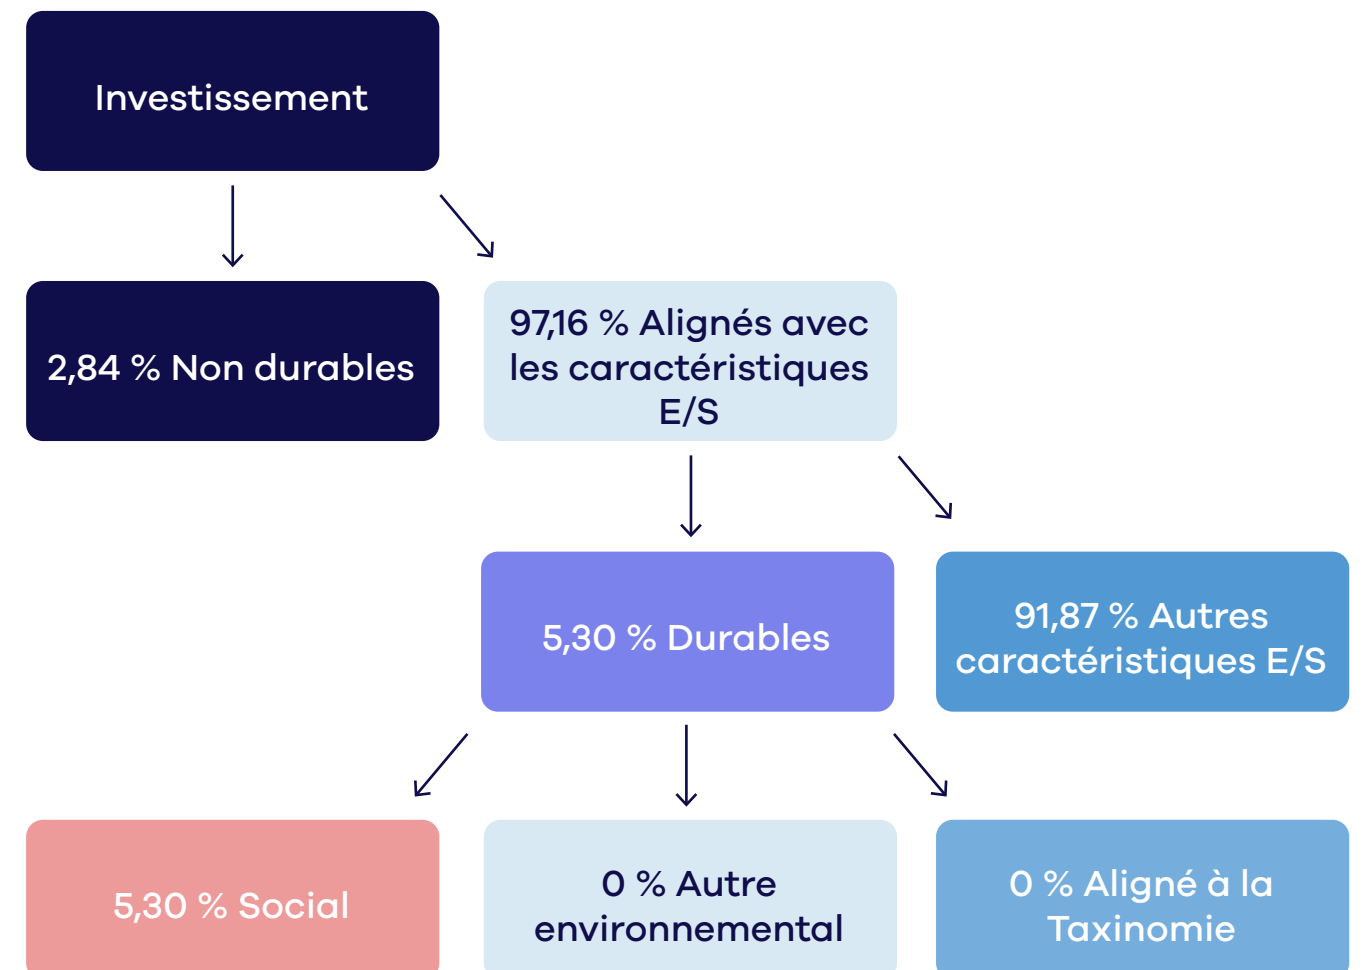 Investissement
2,84 % Non durables
97,16 % Alignés avec
les caractéristiques
E/S
5,30 % Durables
91,87 % Autres
caractéristiques E/S
5,30 % Social
0 % Autre
environnemental
0 % Aligné à la
Taxinomie